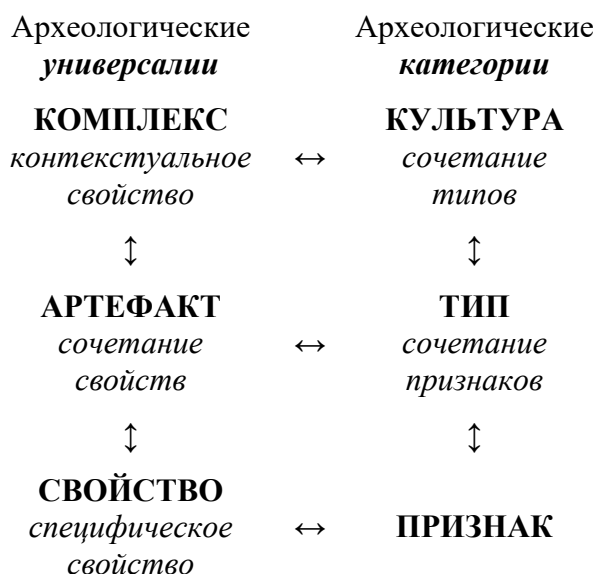 Археологические Археологические
универсалии категории
КОМПЛЕКС КУЛЬТУРА
контекстуальное ↔ сочетание
свойство типов
↕ ↕
АРТЕФАКТ ТИП
сочетание ↔ сочетание
свойств признаков
↕ ↕
СВОЙСТВО
специфическое ↔ ПРИЗНАК
свойство